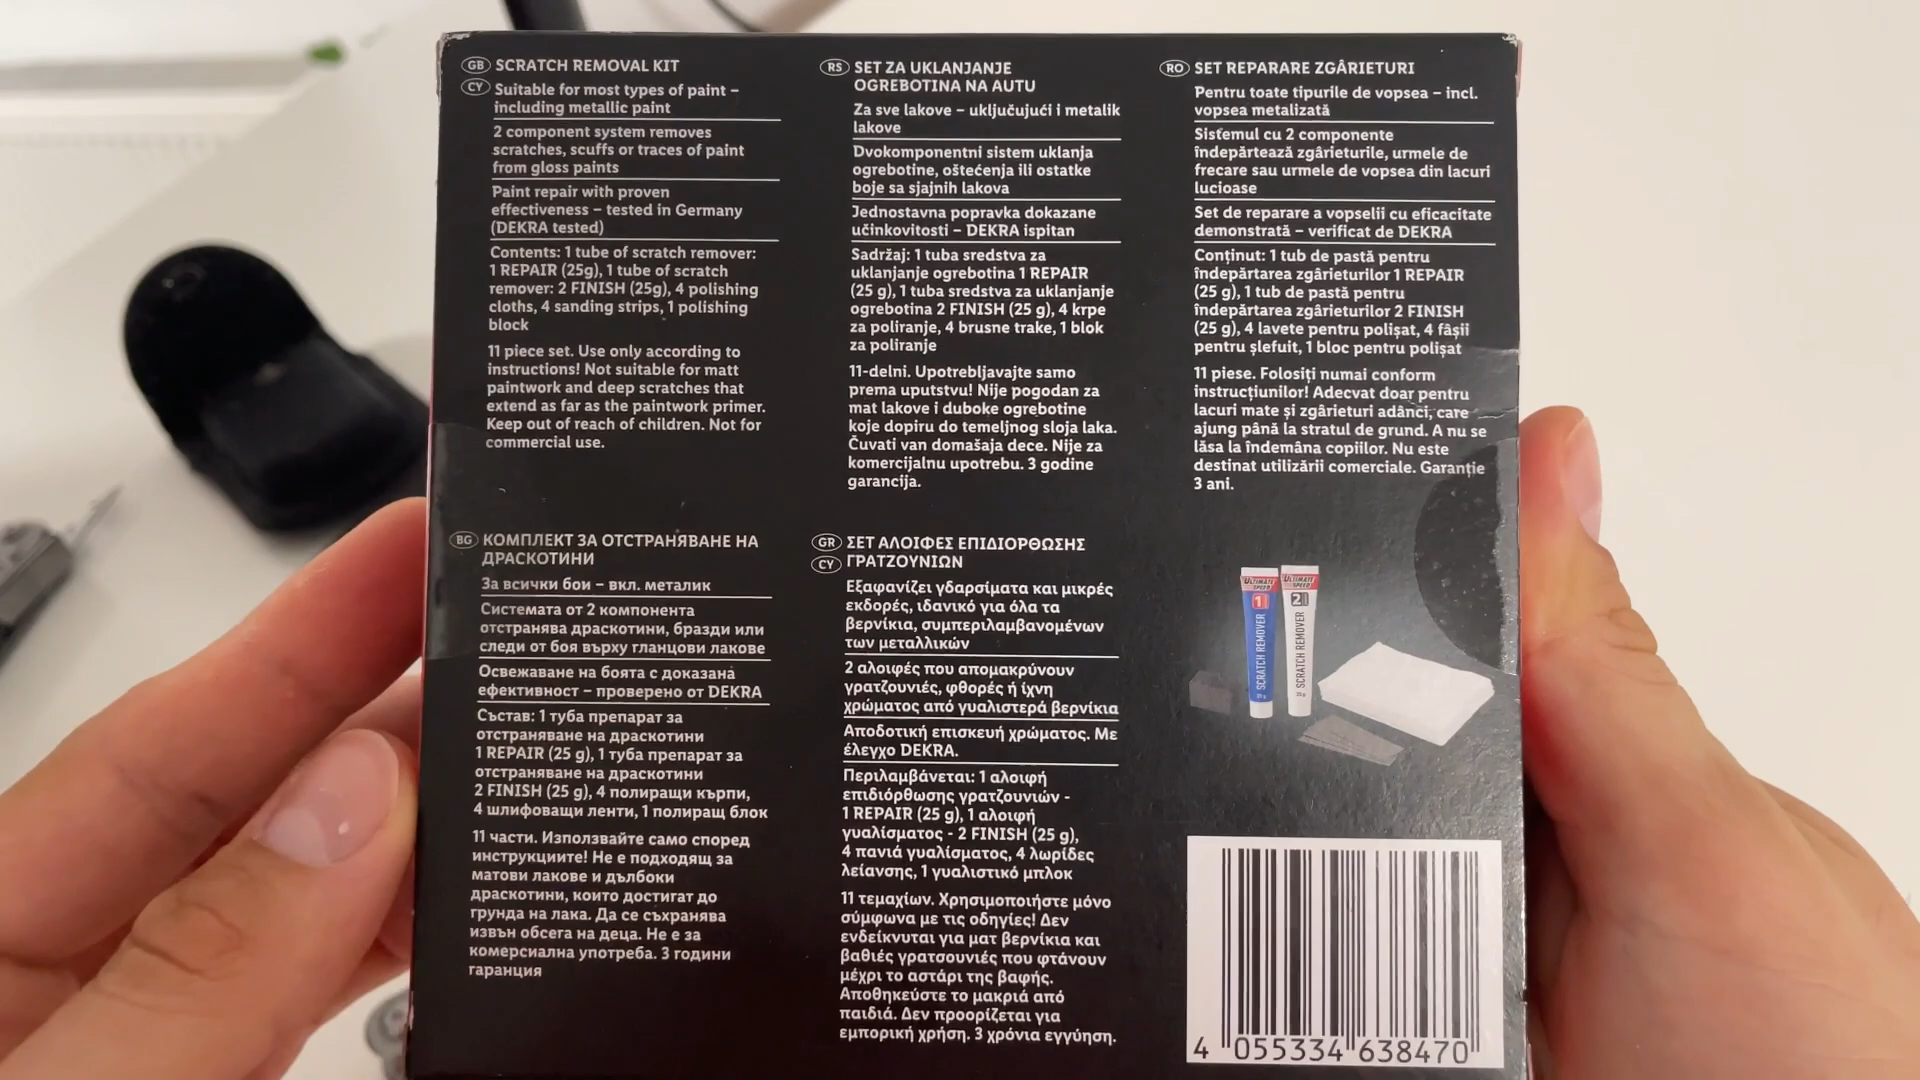 GB SCRATCH REMOVAL KIT
CY Suitable for most types of paint –
including metallic paint
2 component system removes
scratches, scuffs or traces of paint
from gloss paints
Paint repair with proven
effectiveness – tested in Germany
(DEKRA tested)
Contents: 1 tube of scratch remover:
1 REPAIR (25g), 1 tube of scratch
remover: 2 FINISH (25g), 4 polishing
cloths, 4 sanding strips, 1 polishing
block
11 piece set. Use only according to
instructions! Not suitable for matt
paintwork and deep scratches that
extend as far as the paintwork primer.
Keep out of reach of children. Not for
commercial use.
RS SET ZA UKLANJANJE
OGREBOTINA NA AUTU
Za sve lakove – uključujući i metalik
lakove
Dvokomponentni sistem uklanja
ogrebotine, oštećenja ili ostatke
boje sa sjajnih lakova
Jednostavna popravka dokazane
učinkovitosti – DEKRA ispitan
Sadržaj: 1 tuba sredstva za
uklanjanje ogrebotina 1 REPAIR
(25 g), 1 tuba sredstva za uklanjanje
ogrebotina 2 FINISH (25 g), 4 krpe
za poliranje, 4 brusne trake, 1 blok
za poliranje
11-delni. Upotrebljavajte samo
prema uputstvu! Nije pogodan za
mat lakove i duboke ogrebotine
koje dopiru do temeljnog sloja laka.
Čuvati van domašaja dece. Nije za
komercijalnu upotrebu. 3 godine
garancija.
RO SET REPARARE ZGÂRIETURI
Pentru toate tipurile de vopsea – incl.
vopsea metalizată
Sistemul cu 2 componente
îndepărtează zgârieturile, urmele de
frecare sau urmele de vopsea din lacuri
lucioase
Set de reparare a vopselii cu eficacitate
demonstrată – verificat de DEKRA
Conținut: 1 tub de pastă pentru
îndepărtarea zgârieturilor 1 REPAIR
(25 g), 1 tub de pastă pentru
îndepărtarea zgârieturilor 2 FINISH
(25 g), 4 lavete pentru polișat, 4 fâșii
pentru șlefuit, 1 bloc pentru polișat
11 piese. Folosiți numai conform
instrucțiunilor! Adecvat doar pentru
lacuri mate și zgârieturi adânci, care
ajung până la stratul de grund. A nu se
lăsa la îndemâna copiilor. Nu este
destinat utilizării comerciale. Garanție
3 ani.
BG КОМПЛЕКТ ЗА ОТСТРАНЯВАНЕ НА
ДРАСКОТИНИ
За всички бои – вкл. металик
Системата от 2 компонента
отстранява драскотини, бразди или
следи от боя върху гланцови лакове
Освежаване на боята с доказана
ефективност – проверено от DEKRA
Състав: 1 туба препарат за
отстраняване на драскотини
1 REPAIR (25 g), 1 туба препарат за
отстраняване на драскотини
2 FINISH (25 g), 4 полиращи кърпи,
4 шлифоващи ленти, 1 полиращ блок
11 части. Използвайте само според
инструкциите! Не е подходящ за
матови лакове и дълбоки
драскотини, които достигат до
грунда на лака. Да се съхранява
извън обсега на деца. Не е за
комерсиална употреба. 3 години
гаранция
GR ΣΕΤ ΑΛΟΙΦΕΣ ΕΠΙΔΙΟΡΘΩΣΗΣ
CY ΓΡΑΤΖΟΥΝΙΩΝ
Εξαφανίζει γδαρσίματα και μικρές
εκδορές, ιδανικό για όλα τα
βερνίκια, συμπεριλαμβανομένων
των μεταλλικών
2 αλοιφές που απομακρύνουν
γρατζουνιές, φθορές ή ίχνη
χρώματος από γυαλιστερά βερνίκια
Αποδοτική επισκευή χρώματος. Με
έλεγχο DEKRA.
Περιλαμβάνεται: 1 αλοιφή
επιδιόρθωσης γρατζουνιών -
1 REPAIR (25 g), 1 αλοιφή
γυαλίσματος - 2 FINISH (25 g),
4 πανιά γυαλίσματος, 4 λωρίδες
λείανσης, 1 γυαλιστικό μπλοκ
11 τεμαχίων. Χρησιμοποιήστε μόνο
σύμφωνα με τις οδηγίες! Δεν
ενδείκνυται για ματ βερνίκια και
βαθιές γρατσουνιές που φτάνουν
μέχρι το αστάρι της βαφής.
Αποθηκεύστε το μακριά από
παιδιά. Δεν προορίζεται για
εμπορική χρήση. 3 χρόνια εγγύηση.
ULTIMATE SPEED
1
SCRATCH REMOVER
ULTIMATE SPEED
2
SCRATCH REMOVER
4 055334 638470